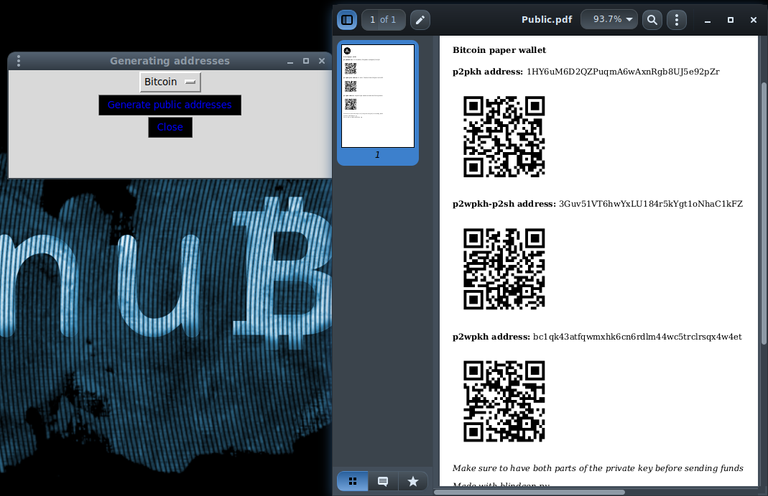 Generating addresses
Bitcoin
Generate public addresses
Close
nuB
1 of 1
Public.pdf
93.7%
1
Bitcoin paper wallet
p2pkh address: 1HY6uM6D2QZPuqmA6wAxnRgb8UJ5e92pZr
p2wpkh-p2sh address: 3Guv51VT6hwYxLU184r5kYgt1oNhaC1kFZ
p2wpkh address: bc1qk43atfqwmxhk6cn6rdlm44wc5trclrsqx4w4et
Make sure to have both parts of the private key before sending funds
Made with blindgen.py